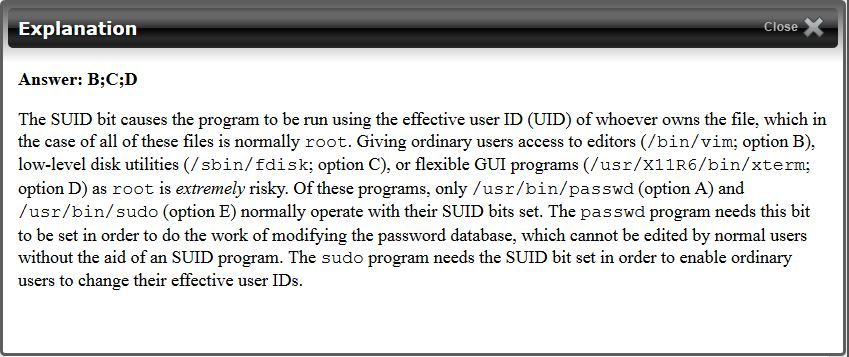 Explanation
Close
Answer: B;C;D
The SUID bit causes the program to be run using the effective user ID (UID) of whoever owns the file, which in
the case of all of these files is normally root. Giving ordinary users access to editors (/bin/vim; option B),
low-level disk utilities (/sbin/fdisk; option C), or flexible GUI programs (/usr/X11R6/bin/xterm;
option D) as root is extremely risky. Of these programs, only /usr/bin/passwd (option A) and
/usr/bin/sudo (option E) normally operate with their SUID bits set. The passwd program needs this bit
to be set in order to do the work of modifying the password database, which cannot be edited by normal users
without the aid of an SUID program. The sudo program needs the SUID bit set in order to enable ordinary
users to change their effective user IDs.